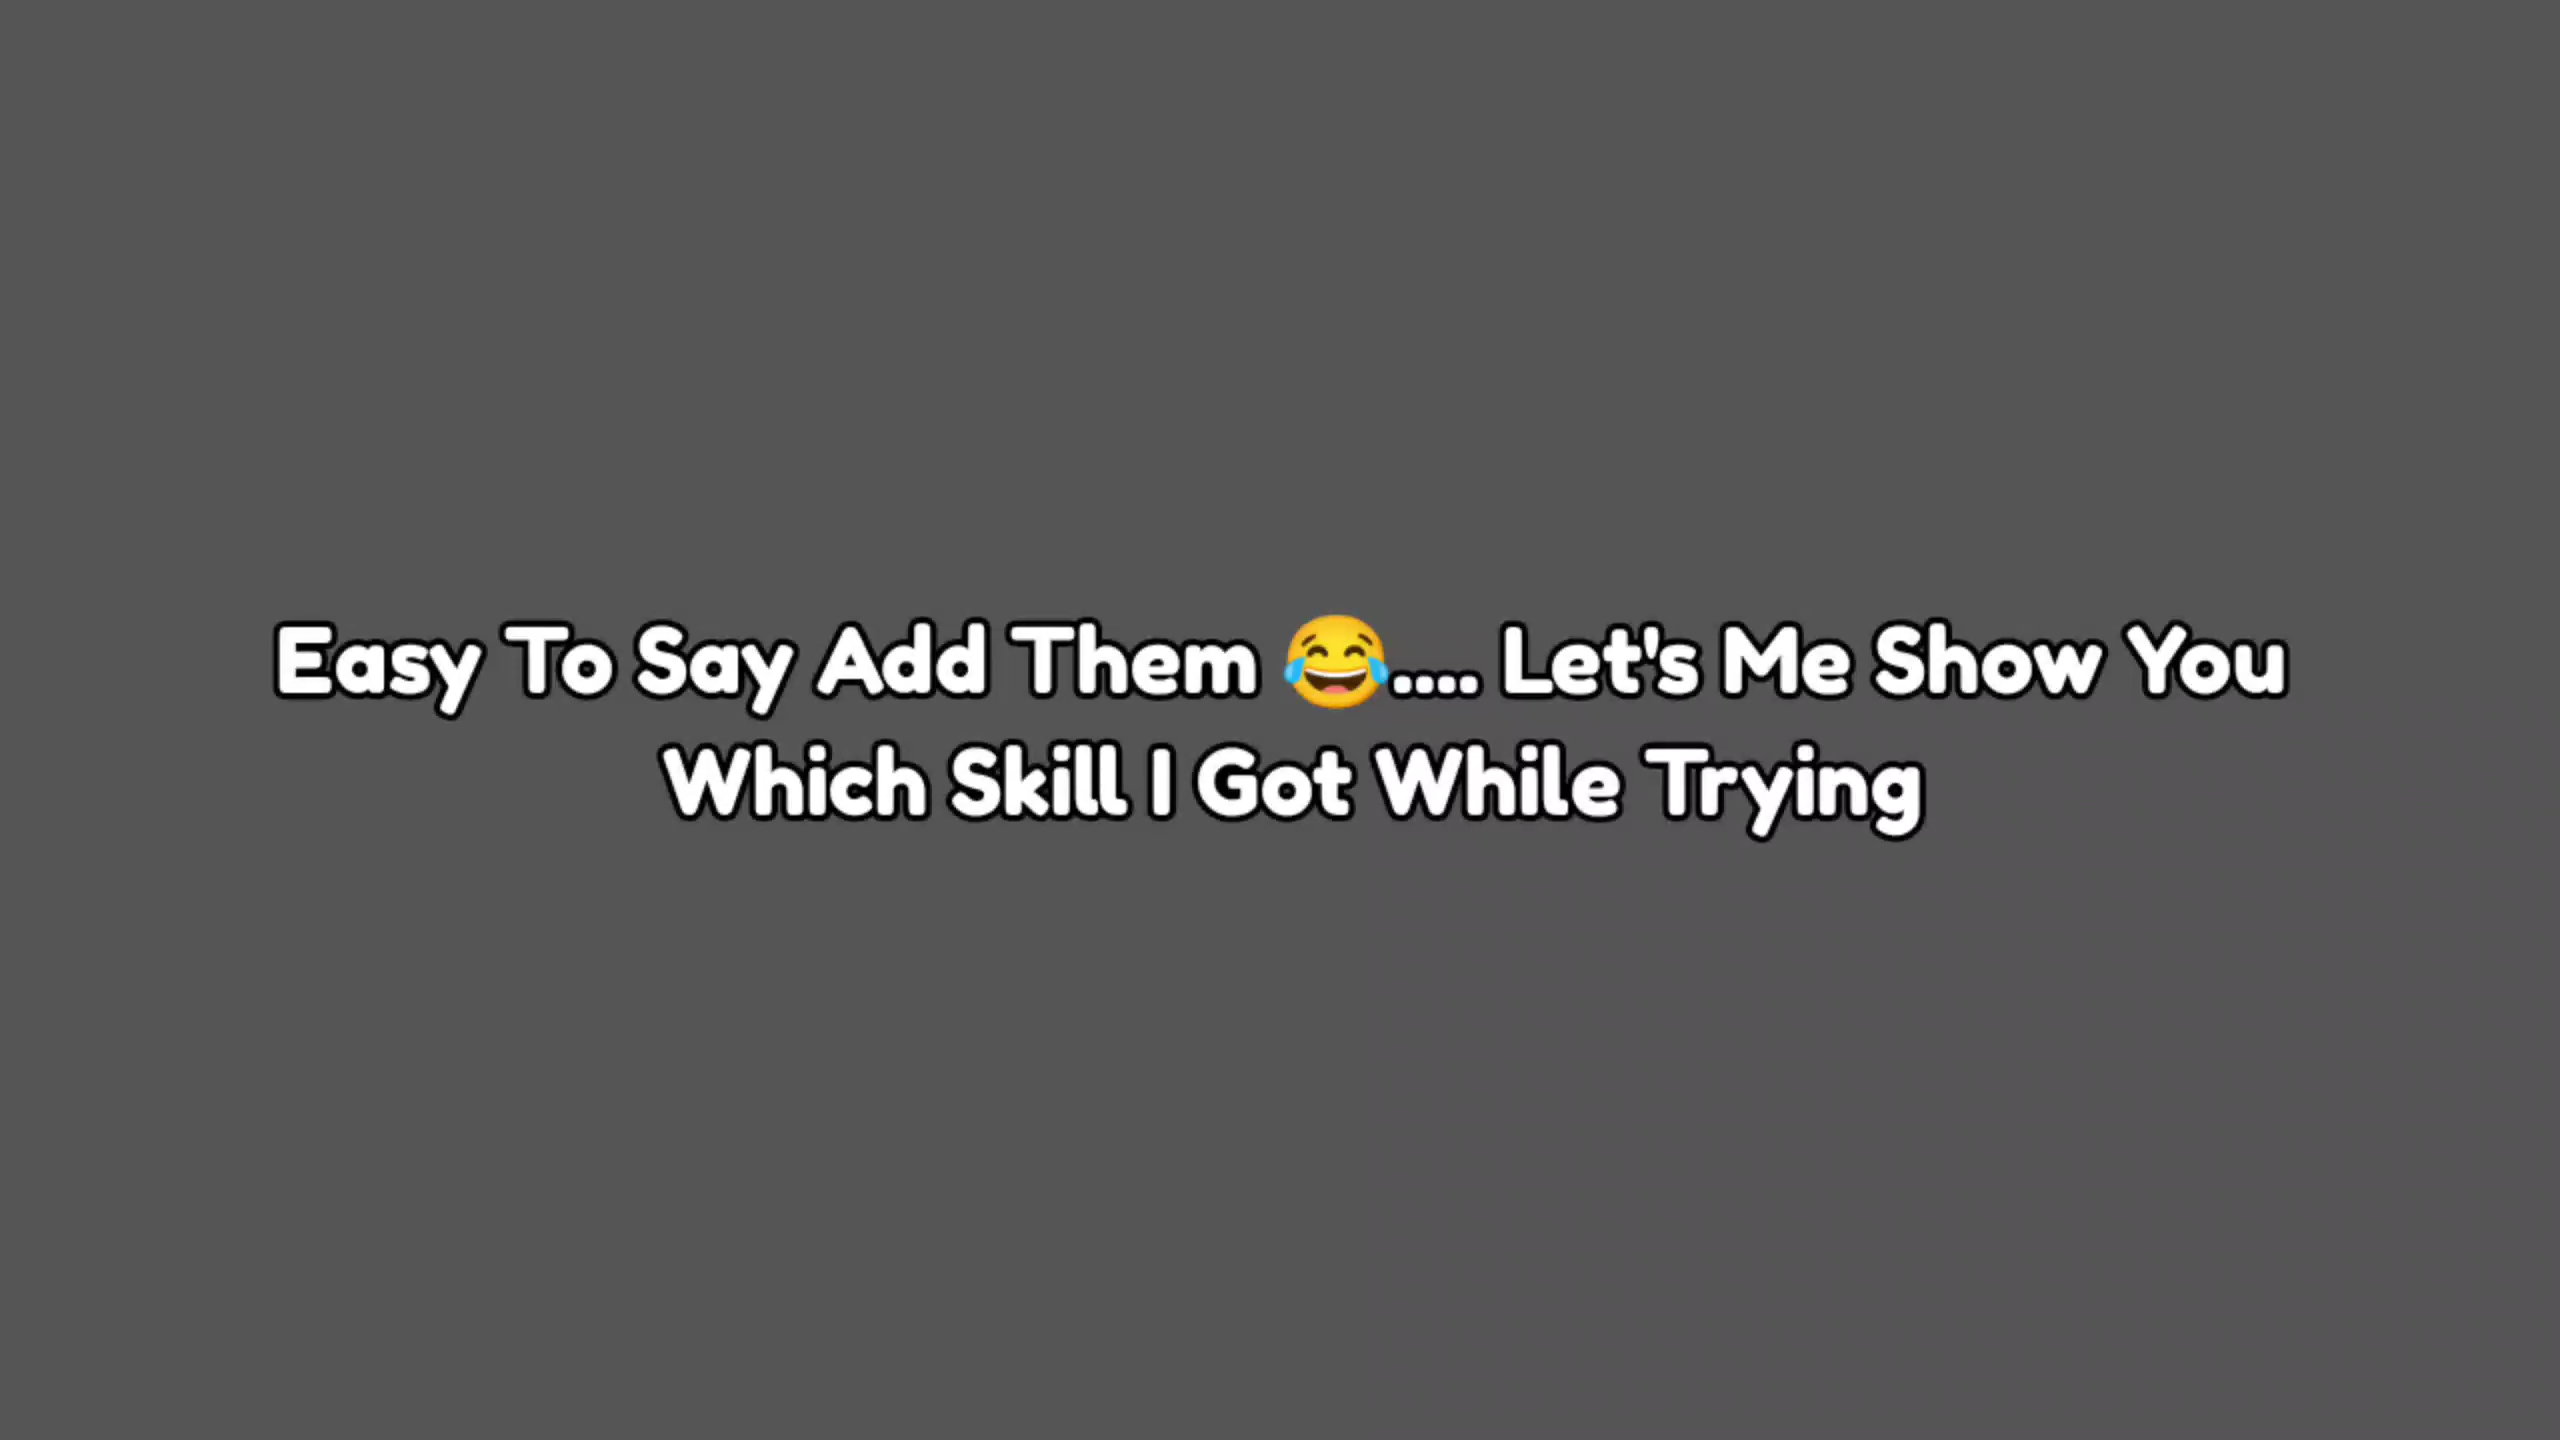 Easy To Say Add Them 😂.... Let's Me Show You
Which Skill I Got While Trying